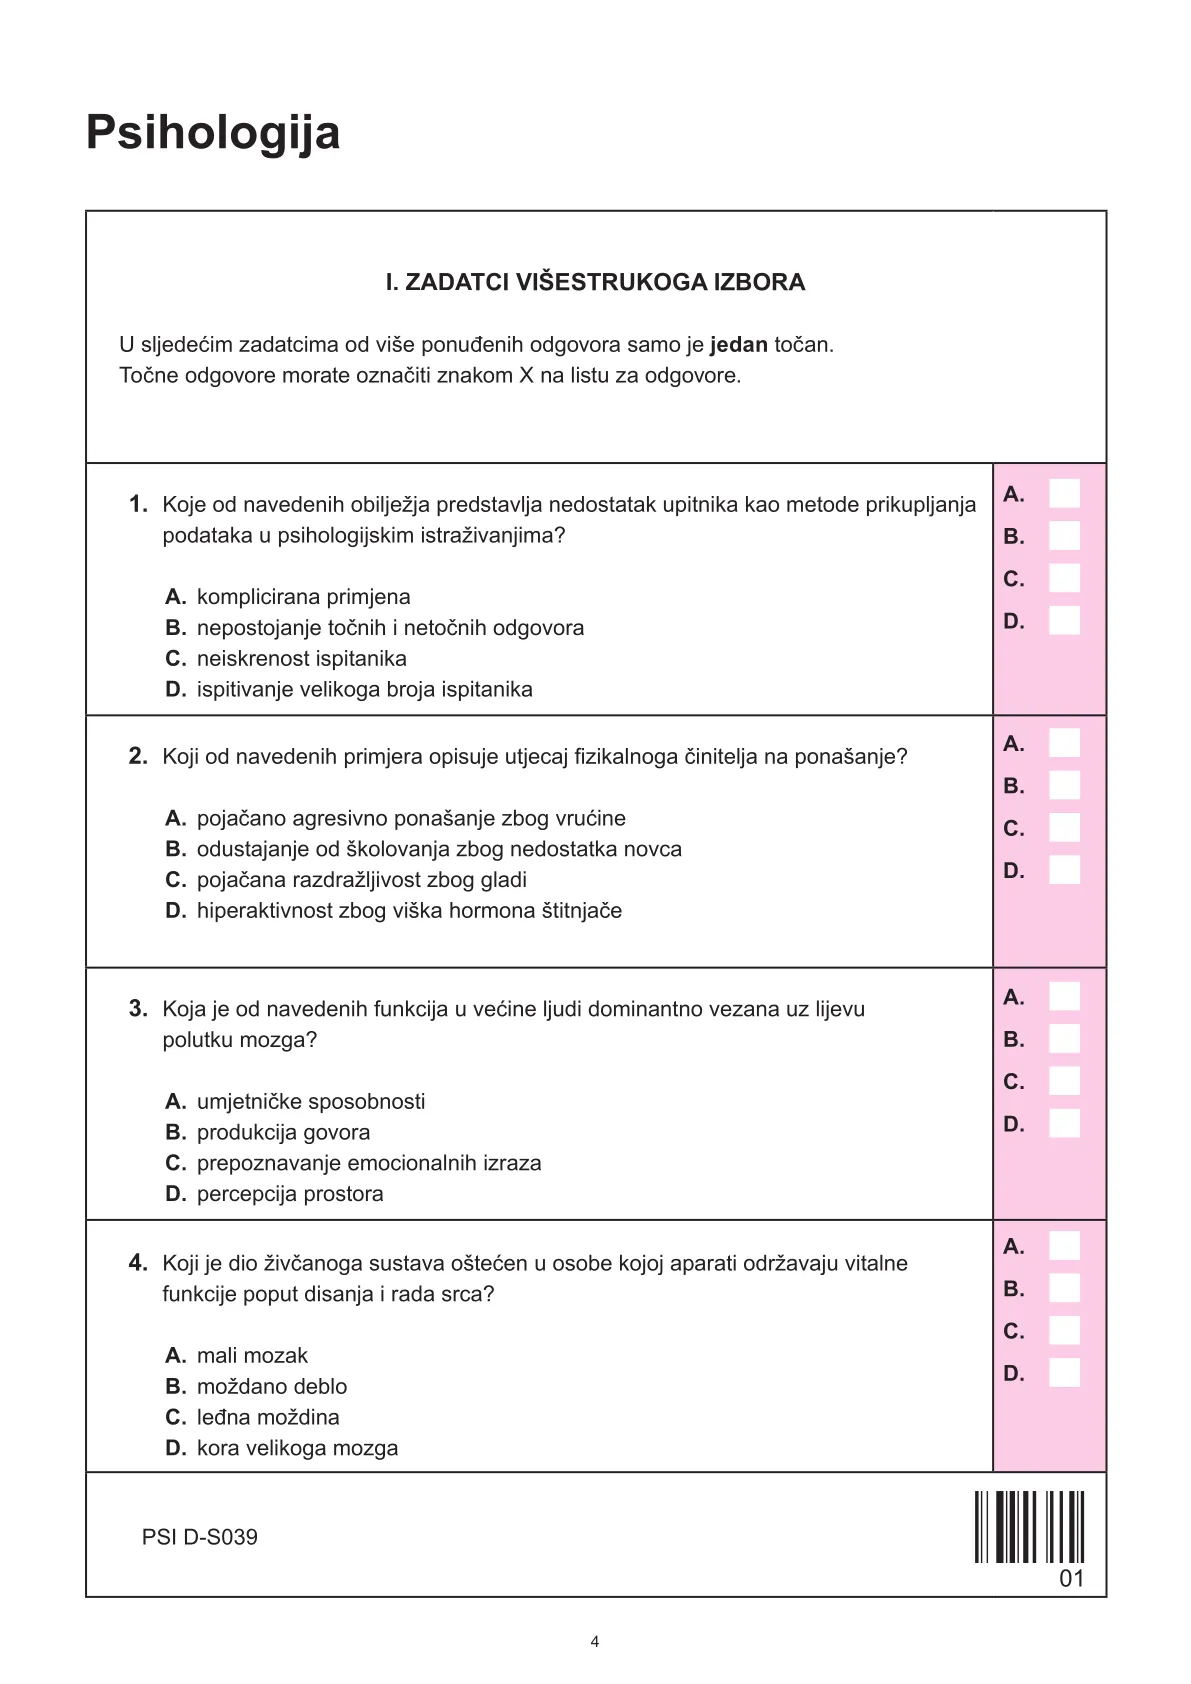 Psihologija
I. ZADATCI VIŠESTRUKOGA IZBORA
U sljedećim zadatcima od više ponuđenih odgovora samo je jedan točan.
Točne odgovore morate označiti znakom X na listu za odgovore.
1. Koje od navedenih obilježja predstavlja nedostatak upitnika kao metode prikupljanja
podataka u psihologijskim istraživanjima?
A. komplicirana primjena
B. nepostojanje točnih i netočnih odgovora
C. neiskrenost ispitanika
D. ispitivanje velikoga broja ispitanika
A.
B.
C.
D.
2. Koji od navedenih primjera opisuje utjecaj fizikalnoga činitelja na ponašanje?
A. pojačano agresivno ponašanje zbog vrućine
B. odustajanje od školovanja zbog nedostatka novca
C. pojačana razdražljivost zbog gladi
D. hiperaktivnost zbog viška hormona štitnjače
A.
B.
C.
D.
3. Koja je od navedenih funkcija u većine ljudi dominantno vezana uz lijevu
polutku mozga?
A. umjetničke sposobnosti
B. produkcija govora
C. prepoznavanje emocionalnih izraza
D. percepcija prostora
A.
B.
C.
D.
4. Koji je dio živčanoga sustava oštećen u osobe kojoj aparati održavaju vitalne
funkcije poput disanja i rada srca?
A. mali mozak
B. moždano deblo
C. leđna moždina
D. kora velikoga mozga
A.
B.
C.
D.
PSI D-S039
01
4